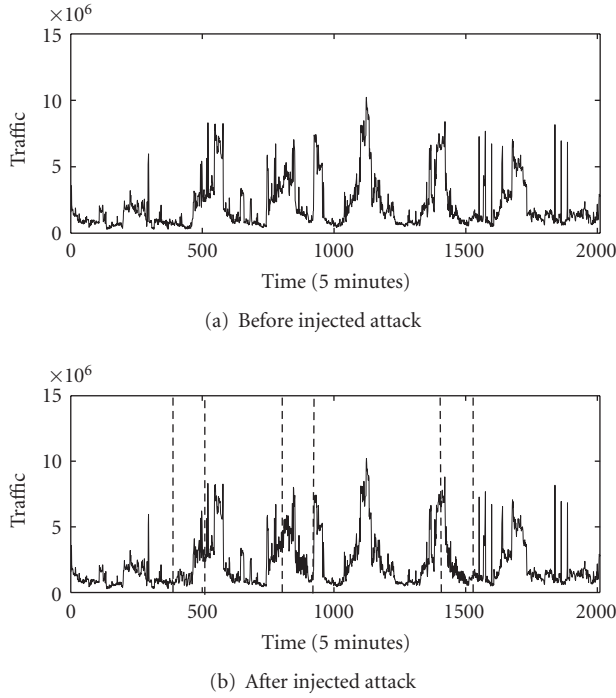 ×10⁶
15
10
5
0
Traffic
0 500 1000 1500 2000
Time (5 minutes)
(a) Before injected attack
×10⁶
15
10
5
0
Traffic
0 500 1000 1500 2000
Time (5 minutes)
(b) After injected attack